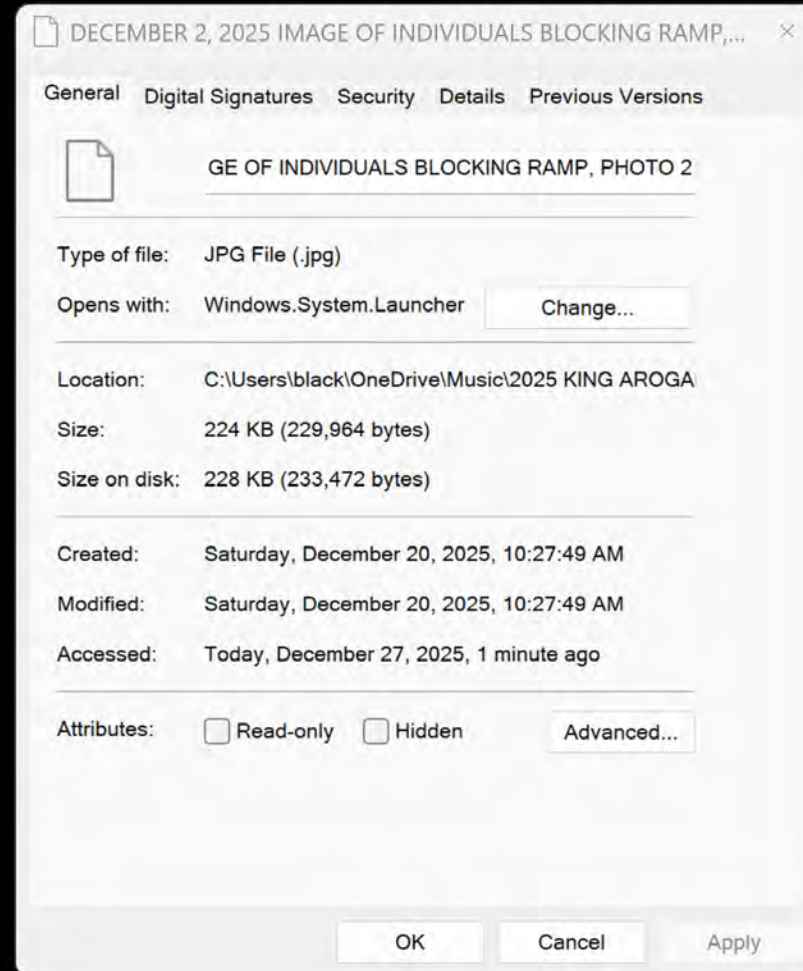 DECEMBER 2, 2025 IMAGE OF INDIVIDUALS BLOCKING RAMP,...
General Digital Signatures Security Details Previous Versions
GE OF INDIVIDUALS BLOCKING RAMP, PHOTO 2
Type of file: JPG File (.jpg)
Opens with: Windows.System.Launcher Change...
Location: C:\Users\black\OneDrive\Music\2025 KING AROGA
Size: 224 KB (229,964 bytes)
Size on disk: 228 KB (233,472 bytes)
Created: Saturday, December 20, 2025, 10:27:49 AM
Modified: Saturday, December 20, 2025, 10:27:49 AM
Accessed: Today, December 27, 2025, 1 minute ago
Attributes: Read-only Hidden Advanced...
OK Cancel Apply